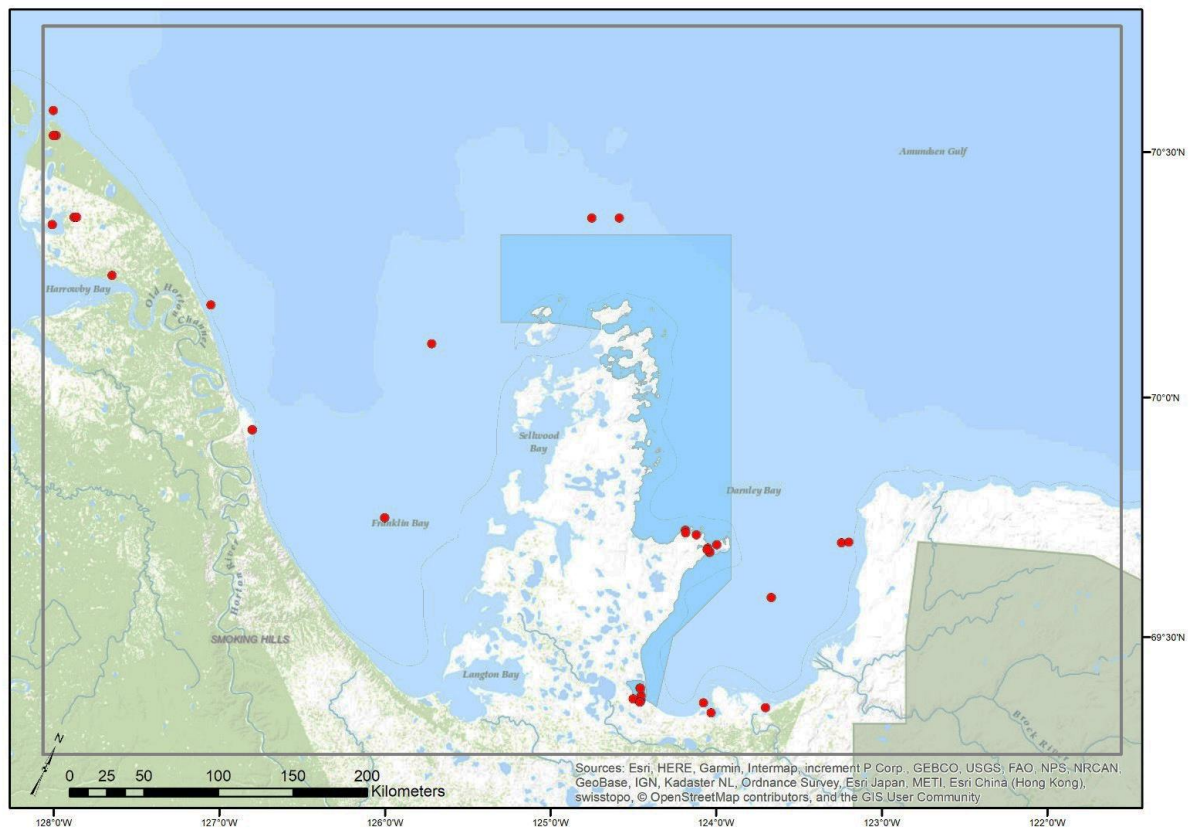 Amundsen Gulf
70°30'N
Harrowby Bay
Old Horton Channel
70°0'N
Sellwood Bay
Darnley Bay
Franklin Bay
Horton River
69°30'N
SMOKING HILLS
Langton Bay
Brock River
N
0 25 50 100 150 200
Kilometers
Sources: Esri, HERE, Garmin, Intermap, increment P Corp., GEBCO, USGS, FAO, NPS, NRCAN,
GeoBase, IGN, Kadaster NL, Ordnance Survey, Esri Japan, METI, Esri China (Hong Kong),
swisstopo, © OpenStreetMap contributors, and the GIS User Community
128°0'W 127°0'W 126°0'W 125°0'W 124°0'W 123°0'W 122°0'W